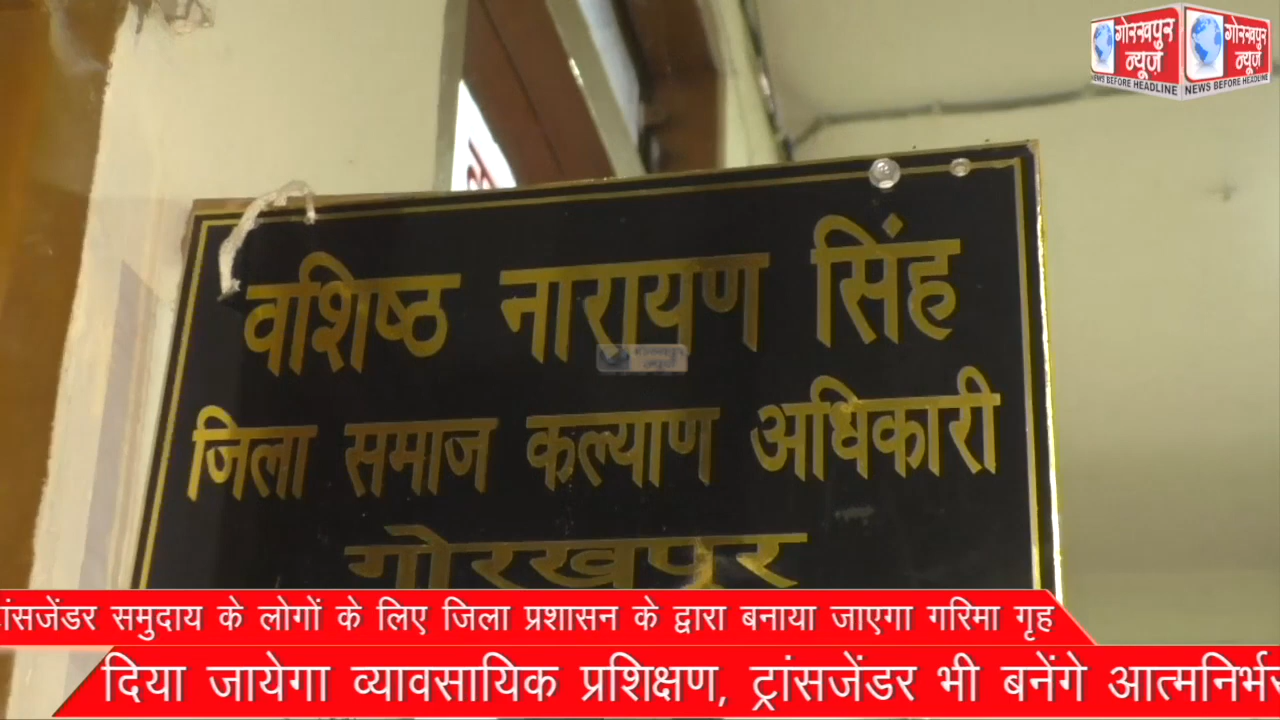 गोरखपुर
न्यूज़
NEWS BEFORE HEADLINE
गोरखपुर
न्यूज़
NEWS BEFORE HEADLINE
वशिष्ठ नारायण सिंह
जिला समाज कल्याण अधिकारी
गोरखपुर
समुदाय के लोगों के लिए जिला प्रशासन के द्वारा बनाया जाएगा गरिमा गृह
दिया जायेगा व्यावसायिक प्रशिक्षण, ट्रांसजेंडर भी बनेंगे